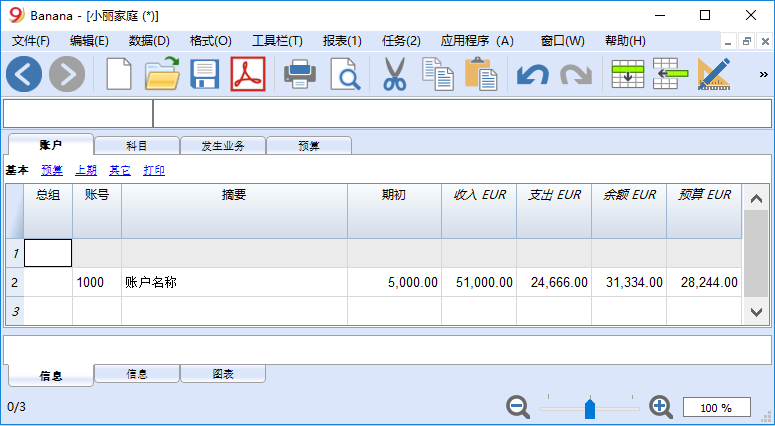 Banana - [小丽家庭 (*)]
文件(F) 编辑(E) 数据(D) 格式(O) 工具栏(T) 报表(1) 任务(2) 应用程序（A） 窗口(W) 帮助(H)
»
账户 科目 发生业务 预算
基本 预算 上期 其它 打印
总组 账号 摘要 期初 收入 EUR 支出 EUR 余额 EUR 预算 EUR
1
2 1000 账户名称 5,000.00 51,000.00 24,666.00 31,334.00 28,244.00
3
信息 信息 图表
0/3 100 %